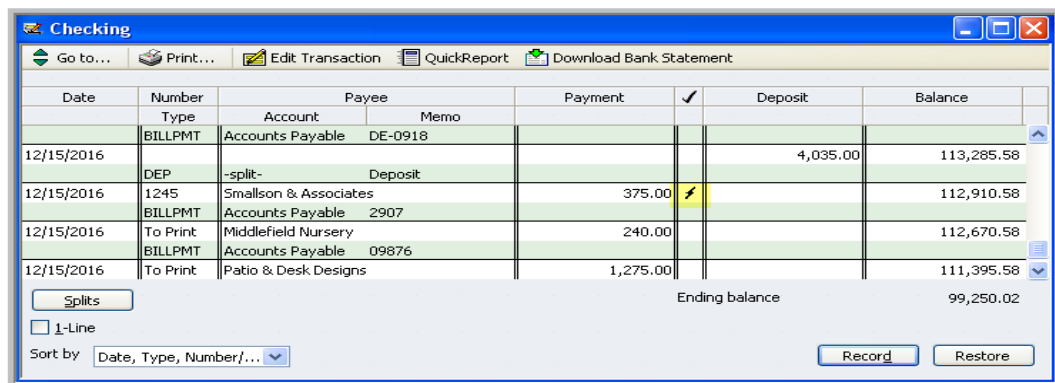 Checking
Go to... Print... Edit Transaction QuickReport Download Bank Statement
Date Number Payee Payment ✓ Deposit Balance
Type Account Memo
BILLPMT Accounts Payable DE-0918
12/15/2016 4,035.00 113,285.58
DEP -split- Deposit
12/15/2016 1245 Smallson & Associates 375.00 112,910.58
BILLPMT Accounts Payable 2907
12/15/2016 To Print Middlefield Nursery 240.00 112,670.58
BILLPMT Accounts Payable 09876
12/15/2016 To Print Patio & Desk Designs 1,275.00 111,395.58
Splits Ending balance 99,250.02
1-Line
Sort by Date, Type, Number/... Record Restore